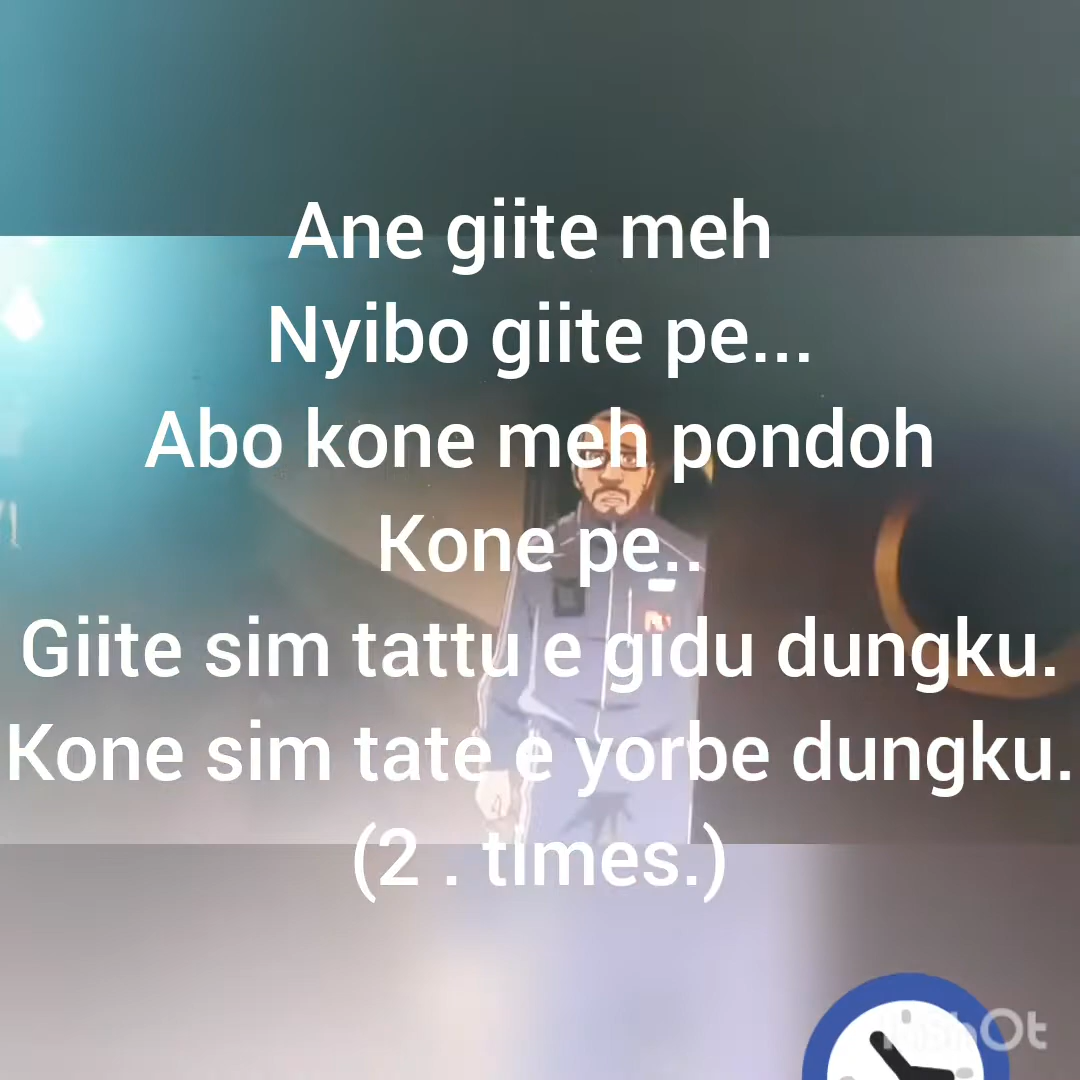 Ane giite meh
Nyibo giite pe...
Abo kone meh pondoh
Kone pe..
Giite sim tattu e gidu dungku.
Kone sim tate e yorbe dungku.
(2 . times.)